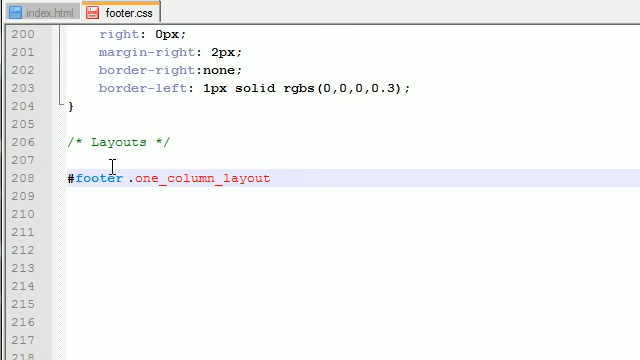 index.html footer.css
200 right: 0px;
201 margin-right: 2px;
202 border-right:none;
203 border-left: 1px solid rgbs(0,0,0,0.3);
204 }
205
206 /* Layouts */
207
208 #footer .one_column_layout
209
210
211
212
213
214
215
216
217
218